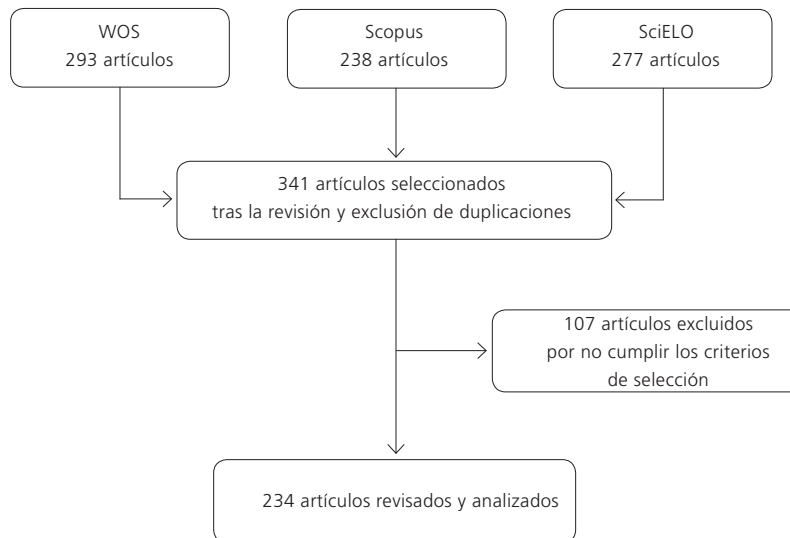 WOS
293 artículos
Scopus
238 artículos
SciELO
277 artículos
341 artículos seleccionados
tras la revisión y exclusión de duplicaciones
107 artículos excluidos
por no cumplir los criterios
de selección
234 artículos revisados y analizados